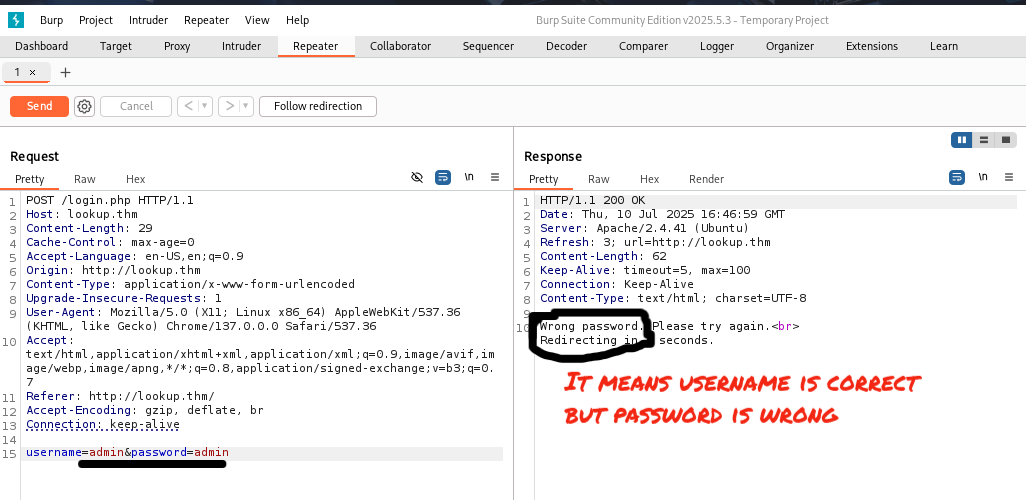 Burp Project Intruder Repeater View Help Burp Suite Community Edition v2025.5.3 - Temporary Project
Dashboard Target Proxy Intruder Repeater Collaborator Sequencer Decoder Comparer Logger Organizer Extensions Learn
1 × +
Send Cancel < > Follow redirection
Request
Pretty Raw Hex \n
1 POST /login.php HTTP/1.1
2 Host: lookup.thm
3 Content-Length: 29
4 Cache-Control: max-age=0
5 Accept-Language: en-US,en;q=0.9
6 Origin: http://lookup.thm
7 Content-Type: application/x-www-form-urlencoded
8 Upgrade-Insecure-Requests: 1
9 User-Agent: Mozilla/5.0 (X11; Linux x86_64) AppleWebKit/537.36
(KHTML, like Gecko) Chrome/137.0.0.0 Safari/537.36
10 Accept:
text/html,application/xhtml+xml,application/xml;q=0.9,image/avif,im
age/webp,image/apng,*/*;q=0.8,application/signed-exchange;v=b3;q=0.
7
11 Referer: http://lookup.thm/
12 Accept-Encoding: gzip, deflate, br
13 Connection: keep-alive
14
15 username=admin&password=admin
Response
Pretty Raw Hex Render \n
1 HTTP/1.1 200 OK
2 Date: Thu, 10 Jul 2025 16:46:59 GMT
3 Server: Apache/2.4.41 (Ubuntu)
4 Refresh: 3; url=http://lookup.thm
5 Content-Length: 62
6 Keep-Alive: timeout=5, max=100
7 Connection: Keep-Alive
8 Content-Type: text/html; charset=UTF-8
9
10 Wrong password. Please try again.<br>
Redirecting in seconds.
IT MEANS USERNAME IS CORRECT
BUT PASSWORD IS WRONG